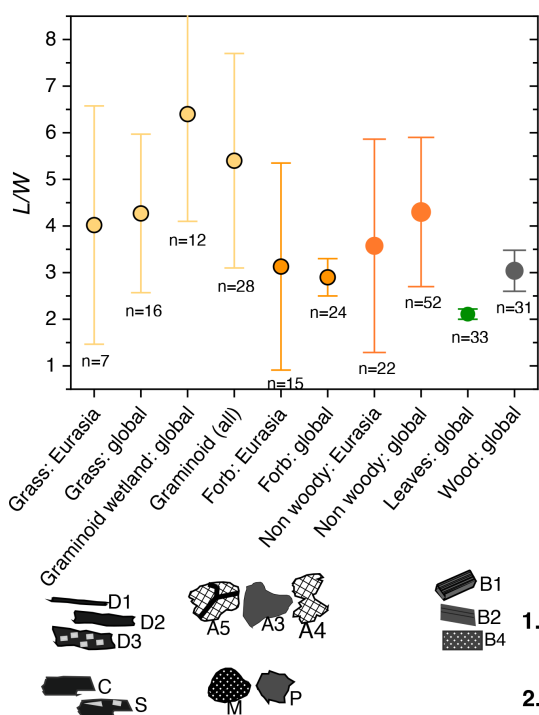 8
7
6
5
4
3
2
1
L/W
n=7
n=16
n=12
n=28
n=15
n=24
n=22
n=52
n=33
n=31
Grass: Eurasia
Grass: global
Graminoid wetland: global
Graminoid (all)
Forb: Eurasia
Forb: global
Non woody: Eurasia
Non woody: global
Leaves: global
Wood: global
D1
D2
D3
A5
A3
A4
B1
B2
B4
1.
C
S
M
P
2.